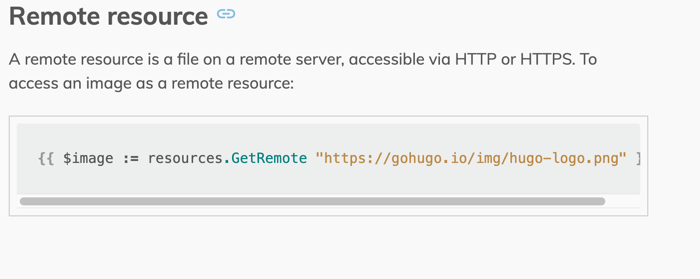 Remote resource
A remote resource is a file on a remote server, accessible via HTTP or HTTPS. To
access an image as a remote resource:
{{ $image := resources.GetRemote "https://gohugo.io/img/hugo-logo.png" }